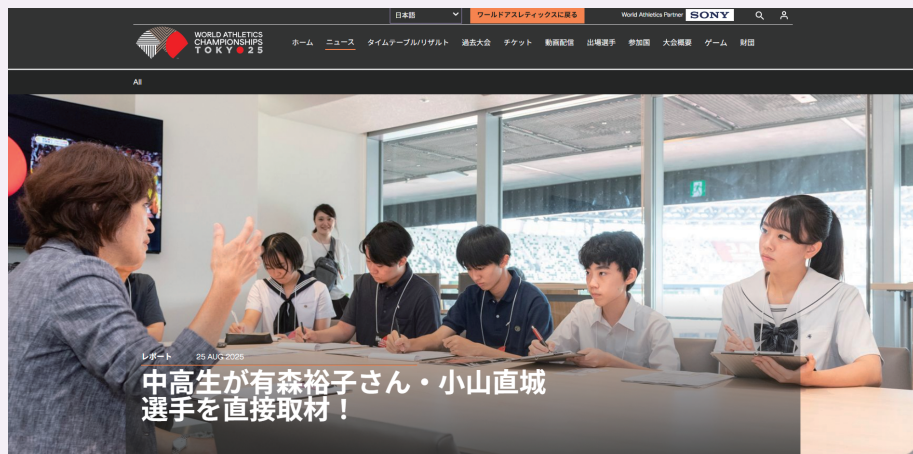 日本語
ワールドアスレティックスに戻る
World Athletics Partner SONY
WORLD ATHLETICS
CHAMPIONSHIPS
TOKYO 25
ホーム ニュース タイムテーブル/リザルト 過去大会 チケット 動画配信 出場選手 参加国 大会概要 ゲーム 財団
All
レポート 25 AUG 2025
中高生が有森裕子さん・小山直城
選手を直接取材！